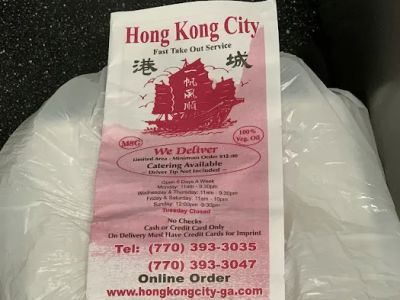 Hong Kong City
Fast Take Out Service
港 城
一帆風順
MSG
100%
Veg. Oil
We Deliver
Limited Area - Minimum Order $12.00
Catering Available
~ Driver Tip Not Included ~
Open 6 Days A Week
Monday: 11am - 9:30pm
Wednesday & Thursday: 11am - 9:30pm
Friday & Saturday: 11am - 10pm
Sunday: 12:00pm - 9:30pm
Tuesday Closed
No Checks
Cash or Credit Card Only
On Delivery Must Have Credit Cards for Imprint
Tel: (770) 393-3035
(770) 393-3047
Online Order
www.hongkongcity-ga.com